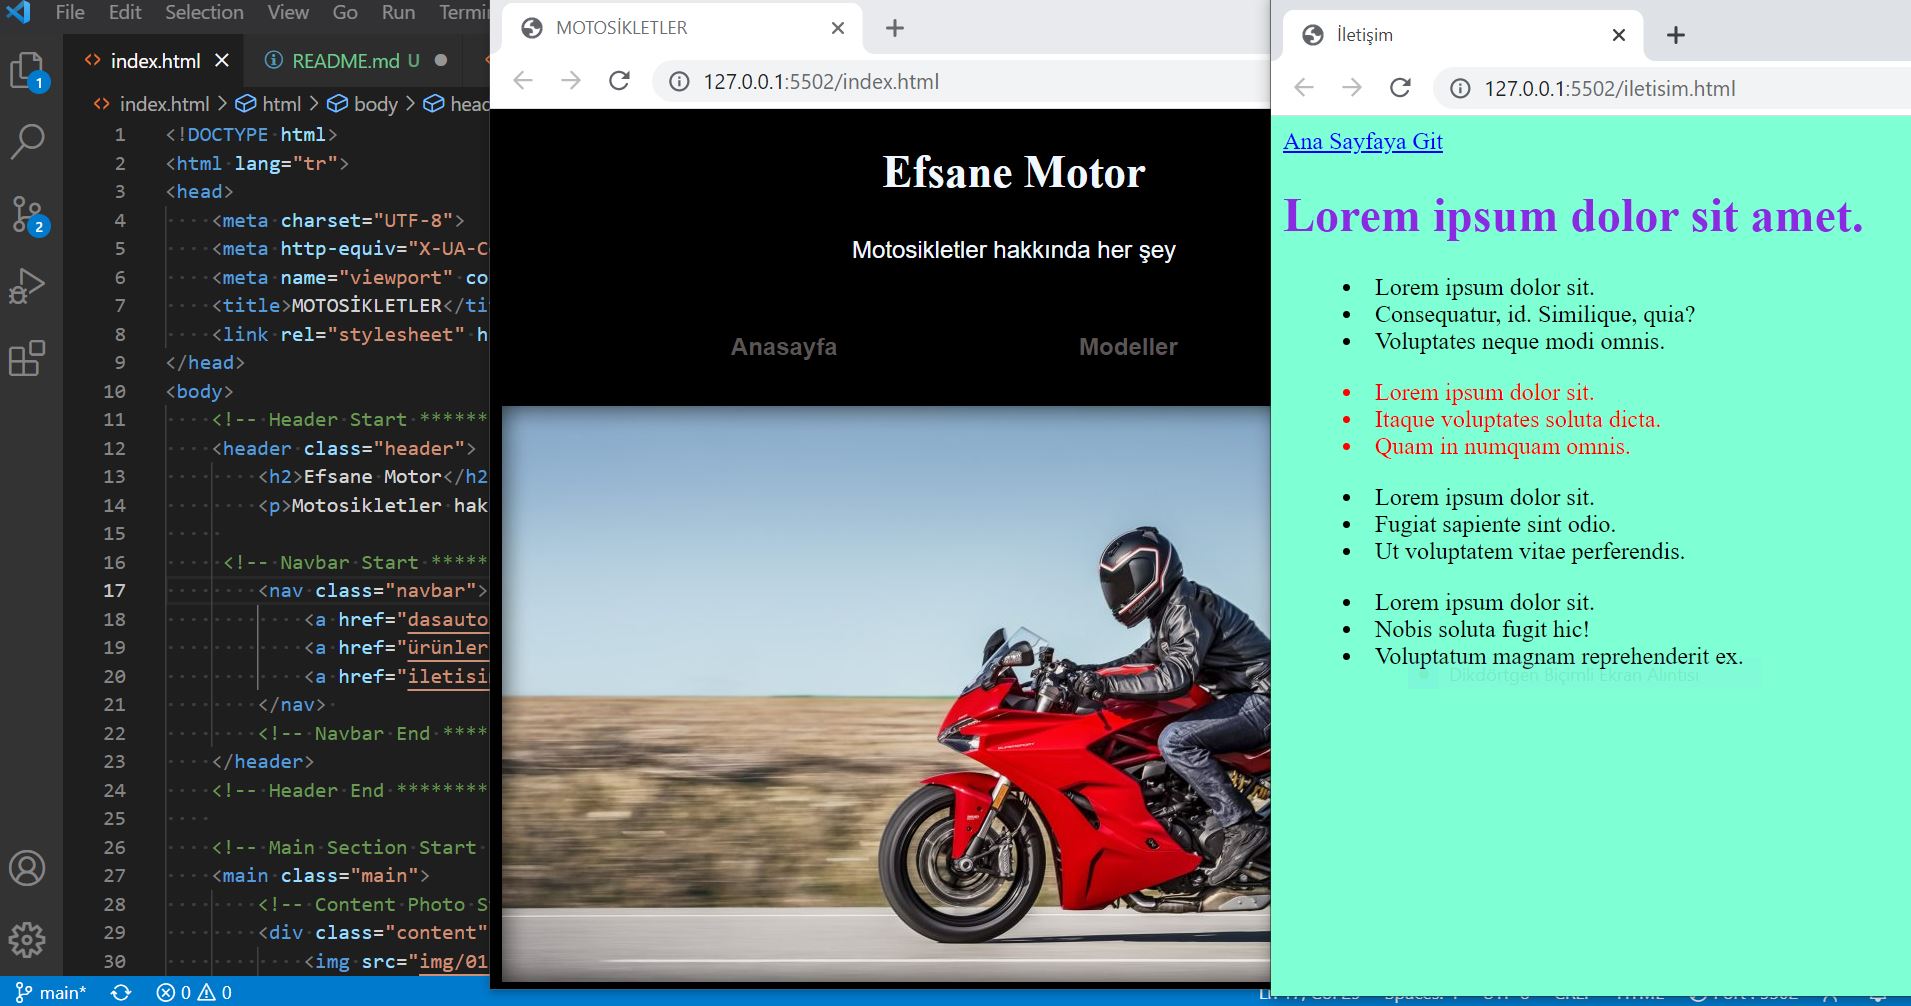 File Edit Selection View Go Run
index.html
README.md U
index.html > html > body >
1 <!DOCTYPE html>
2 <html lang="tr">
3 <head>
4 <meta charset="UTF-8">
5 <meta http-equiv="X-UA-C
6 <meta name="viewport" co
7 <title>MOTOSİKLETLER</ti
8 <link rel="stylesheet" h
9 </head>
10 <body>
11 <!-- Header Start ******
12 <header class="header">
13 <h2>Efsane Motor</h2
14 <p>Motosikletler hak
15
16 <!-- Navbar Start *****
17 <nav class="navbar">
18 <a href="dasauto
19 <a href="ürünler
20 <a href="iletisi
21 </nav>
22 <!-- Navbar End ****
23 </header>
24 <!-- Header End ********
25
26 <!-- Main Section Start
27 <main class="main">
28 <!-- Content Photo S
29 <div class="content"
30 <img src="img/01
1
2
main* 0 0
MOTOSİKLETLER
127.0.0.1:5502/index.html
Efsane Motor
Motosikletler hakkında her şey
Anasayfa Modeller
İletişim
127.0.0.1:5502/iletisim.html
Ana Sayfaya Git
Lorem ipsum dolor sit amet.
• Lorem ipsum dolor sit.
• Consequatur, id. Similique, quia?
• Voluptates neque modi omnis.
• Lorem ipsum dolor sit.
• Itaque voluptates soluta dicta.
• Quam in numquam omnis.
• Lorem ipsum dolor sit.
• Fugiat sapiente sint odio.
• Ut voluptatem vitae perferendis.
• Lorem ipsum dolor sit.
• Nobis soluta fugit hic!
• Voluptatum magnam reprehenderit ex.
Dikdörtgen Biçimli Ekran Alıntısı